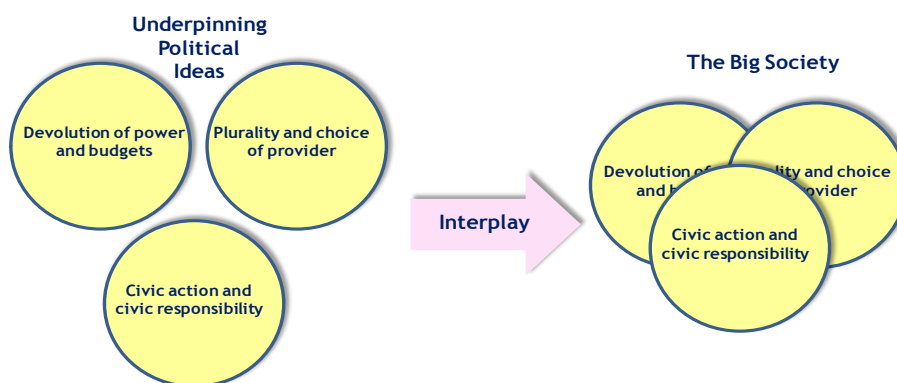 Underpinning
Political
Ideas
Devolution of power
and budgets
Plurality and choice
of provider
Civic action and
civic responsibility
Interplay
The Big Society
Devolution of
and b
lity and choice
rovider
Civic action and
civic responsibility